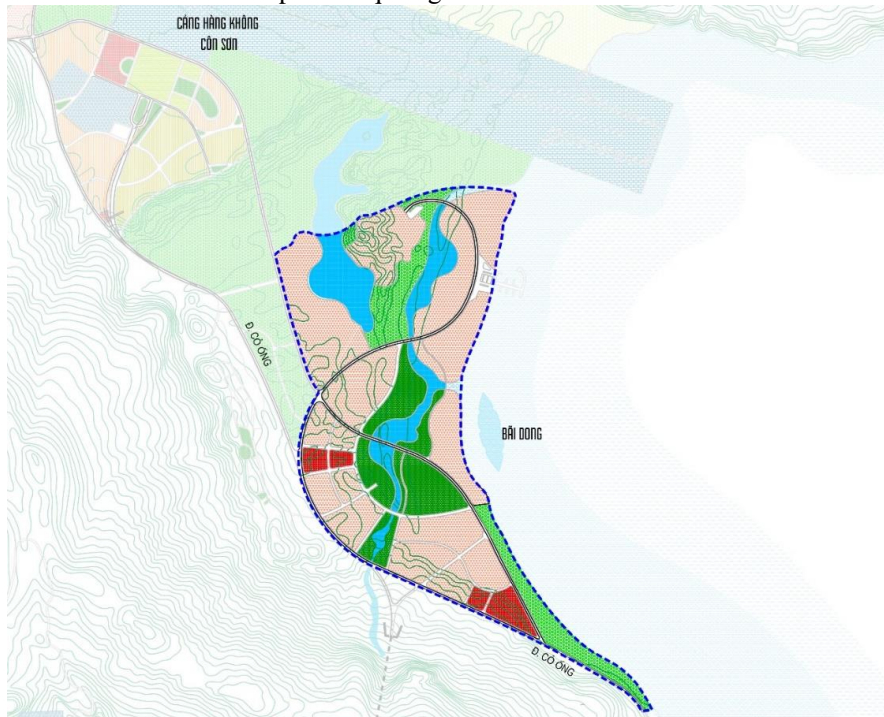 CẢNG HÀNG KHÔNG
CÔN SƠN
Đ. CỎ ỐNG
BÃI DONG
Đ. CỎ ỐNG